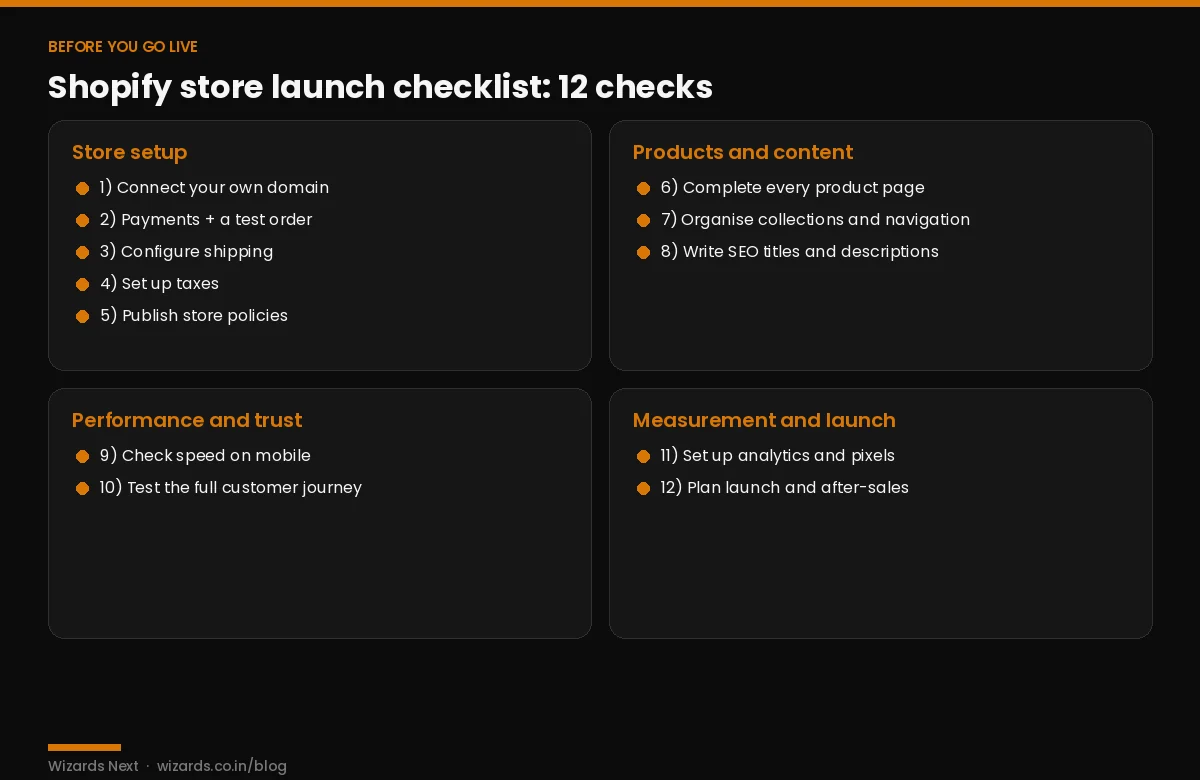 BEFORE YOU GO LIVE
Shopify store launch checklist: 12 checks
Store setup
1) Connect your own domain
2) Payments + a test order
3) Configure shipping
4) Set up taxes
5) Publish store policies
Products and content
6) Complete every product page
7) Organise collections and navigation
8) Write SEO titles and descriptions
Performance and trust
9) Check speed on mobile
10) Test the full customer journey
Measurement and launch
11) Set up analytics and pixels
12) Plan launch and after-sales
Wizards Next · wizards.co.in/blog